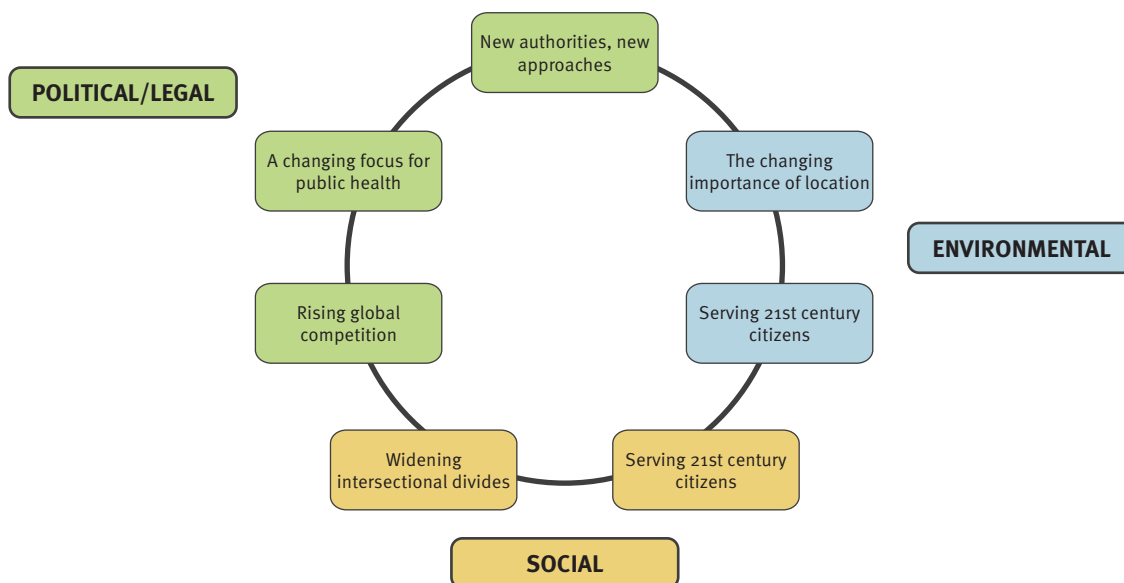 New authorities, new
approaches
POLITICAL/LEGAL
A changing focus for
public health
The changing
importance of location
ENVIRONMENTAL
Rising global
competition
Serving 21st century
citizens
Widening
intersectional divides
Serving 21st century
citizens
SOCIAL